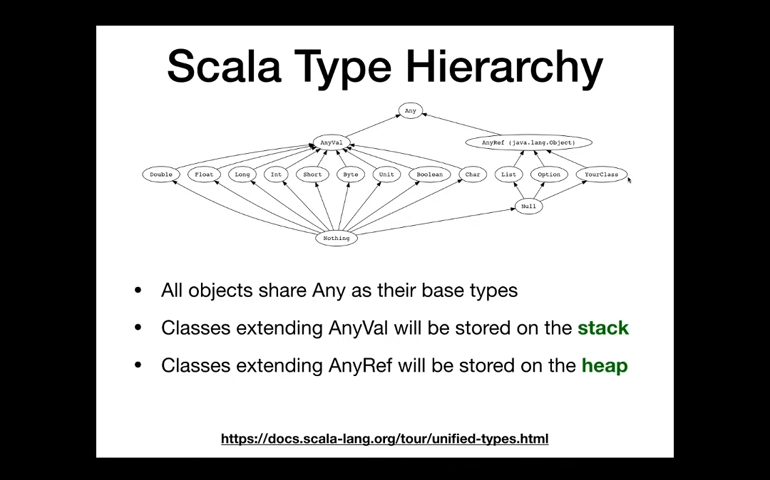 Scala Type Hierarchy
Any
AnyVal
AnyRef (java.lang.Object)
Double Float Long Int Short Byte Unit Boolean Char List Option YourClass
Null
Nothing
• All objects share Any as their base types
• Classes extending AnyVal will be stored on the stack
• Classes extending AnyRef will be stored on the heap
https://docs.scala-lang.org/tour/unified-types.html